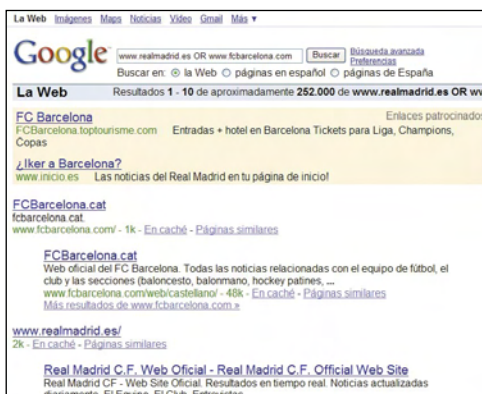 La Web Imágenes Maps Noticias Vídeo Gmail Más ▼
Google www.realmadrid.es OR www.fcbarcelona.com Buscar Búsqueda avanzada
Preferencias
Buscar en: la Web páginas en español páginas de España
La Web Resultados 1 - 10 de aproximadamente 252.000 de www.realmadrid.es OR ww
FC Barcelona Enlaces patrocinados
FCBarcelona.toptourisme.com Entradas + hotel en Barcelona Tickets para Liga, Champions,
Copas
¿Iker a Barcelona?
www.inicio.es Las noticias del Real Madrid en tu página de inicio!
FCBarcelona.cat
fcbarcelona.cat.
www.fcbarcelona.com/ - 1k - En caché - Páginas similares
FCBarcelona.cat
Web oficial del FC Barcelona. Todas las noticias relacionadas con el equipo de fútbol, el
club y las secciones (baloncesto, balonmano, hockey patines, ...
www.fcbarcelona.com/web/castellano/ - 48k - En caché - Páginas similares
Más resultados de www.fcbarcelona.com »
www.realmadrid.es/
2k - En caché - Páginas similares
Real Madrid C.F. Web Oficial - Real Madrid C.F. Official Web Site
Real Madrid CF - Web Site Oficial. Resultados en tiempo real. Noticias actualizadas
diariamente. El Equipo, El Club, Entrevistas